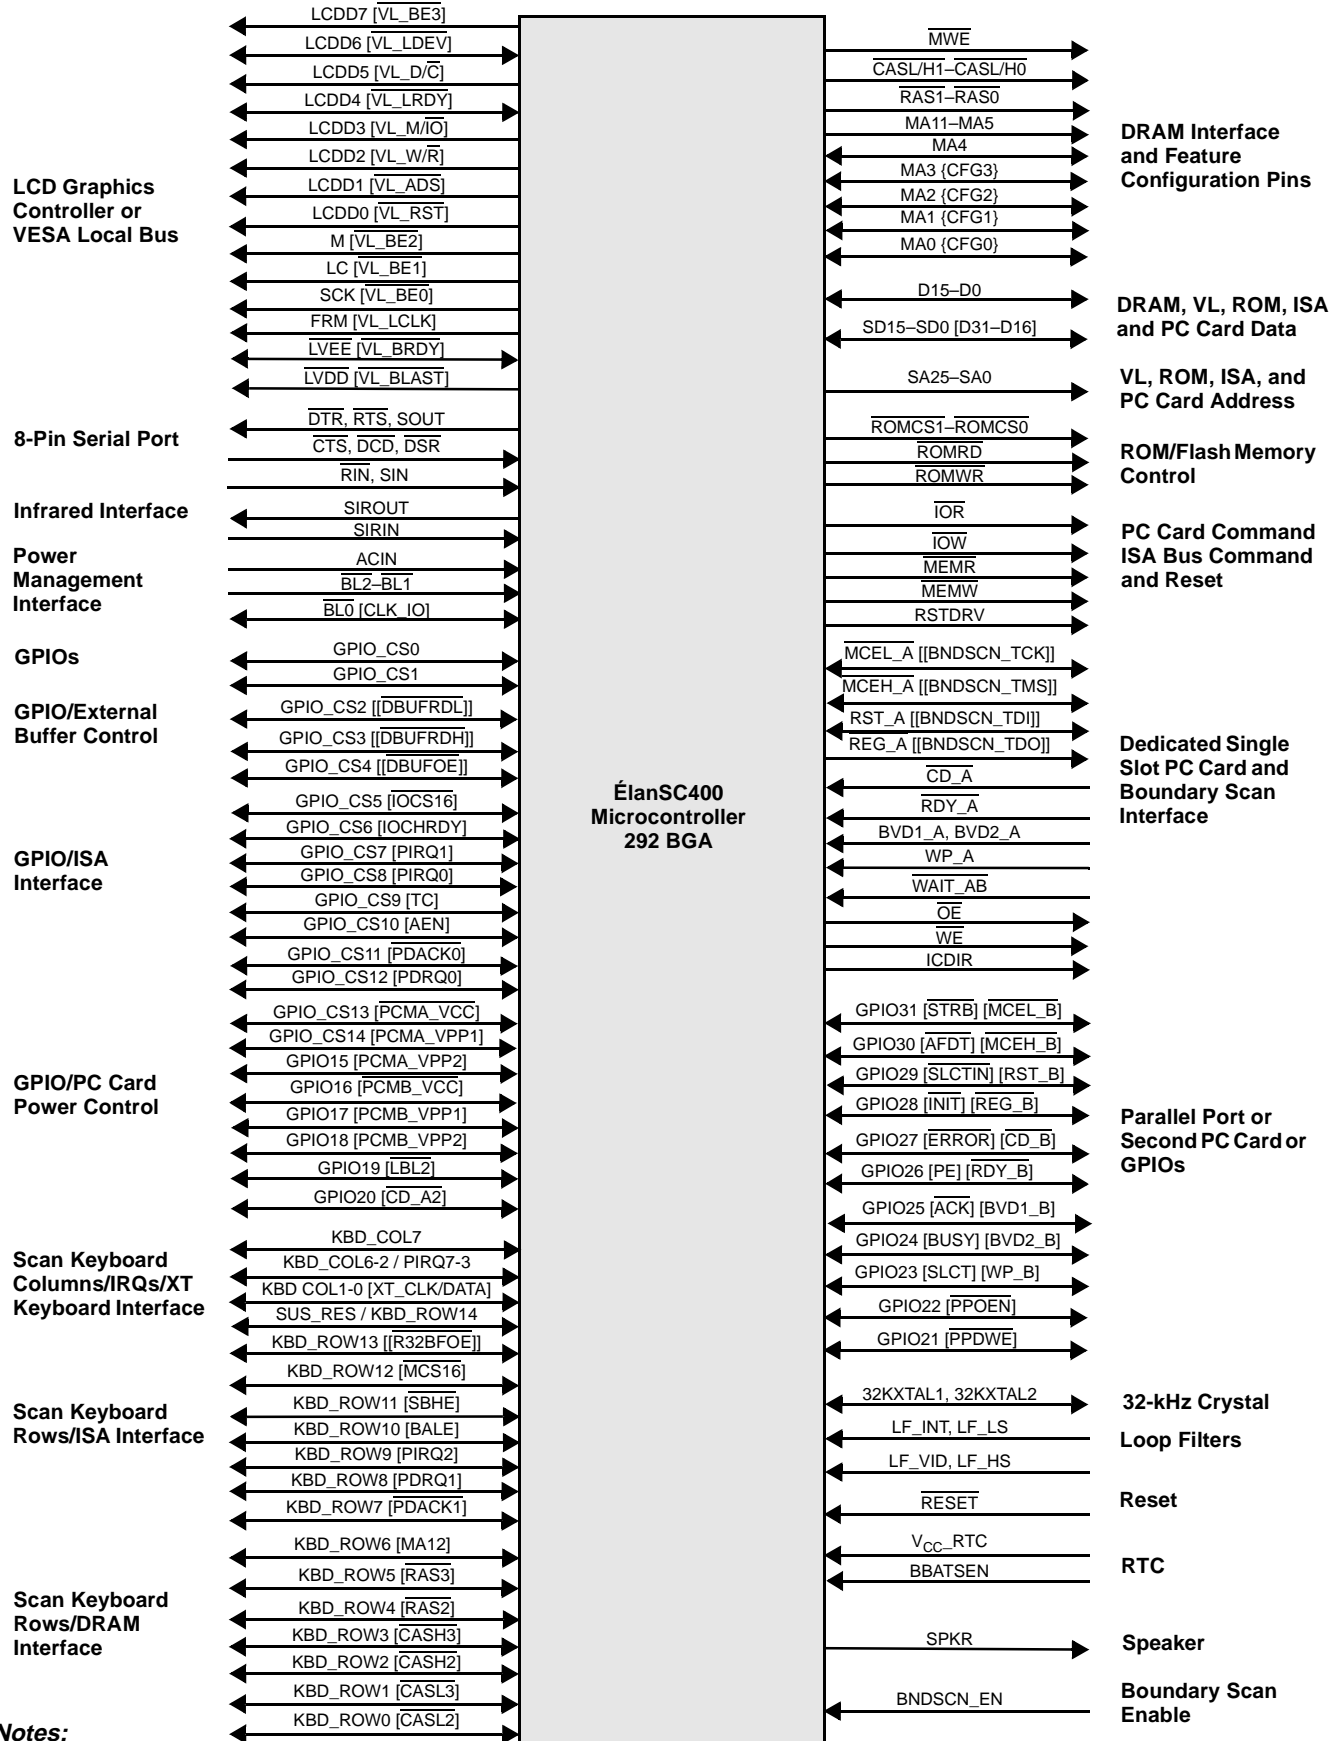 LCDD7 [VL_BE3]
LCDD6 [VL_LDEV]
LCDD5 [VL_D/C]
LCDD4 [VL_LRDY]
LCDD3 [VL_M/IO]
LCDD2 [VL_W/R]
LCDD1 [VL_ADS]
LCDD0 [VL_RST]
M [VL_BE2]
LC [VL_BE1]
SCK [VL_BE0]
FRM [VL_LCLK]
LVEE [VL_BRDY]
LVDD [VL_BLAST]
LCD Graphics
Controller or
VESA Local Bus
DTR, RTS, SOUT
CTS, DCD, DSR
RIN, SIN
8-Pin Serial Port
SIROUT
SIRIN
Infrared Interface
ACIN
BL2–BL1
BL0 [CLK_IO]
Power
Management
Interface
GPIO_CS0
GPIO_CS1
GPIOs
GPIO_CS2 [[DBUFRDL]]
GPIO_CS3 [[DBUFRDH]]
GPIO_CS4 [[DBUFOE]]
GPIO/External
Buffer Control
GPIO_CS5 [IOCS16]
GPIO_CS6 [IOCHRDY]
GPIO_CS7 [PIRQ1]
GPIO_CS8 [PIRQ0]
GPIO_CS9 [TC]
GPIO_CS10 [AEN]
GPIO_CS11 [PDACK0]
GPIO_CS12 [PDRQ0]
GPIO/ISA
Interface
GPIO_CS13 [PCMA_VCC]
GPIO_CS14 [PCMA_VPP1]
GPIO15 [PCMA_VPP2]
GPIO16 [PCMB_VCC]
GPIO17 [PCMB_VPP1]
GPIO18 [PCMB_VPP2]
GPIO19 [LBL2]
GPIO20 [CD_A2]
GPIO/PC Card
Power Control
KBD_COL7
KBD_COL6-2 / PIRQ7-3
KBD COL1-0 [XT_CLK/DATA]
SUS_RES / KBD_ROW14
KBD_ROW13 [[R32BFOE]]
Scan Keyboard
Columns/IRQs/XT
Keyboard Interface
KBD_ROW12 [MCS16]
KBD_ROW11 [SBHE]
KBD_ROW10 [BALE]
KBD_ROW9 [PIRQ2]
KBD_ROW8 [PDRQ1]
KBD_ROW7 [PDACK1]
Scan Keyboard
Rows/ISA Interface
KBD_ROW6 [MA12]
KBD_ROW5 [RAS3]
KBD_ROW4 [RAS2]
KBD_ROW3 [CASH3]
KBD_ROW2 [CASH2]
KBD_ROW1 [CASL3]
KBD_ROW0 [CASL2]
Scan Keyboard
Rows/DRAM
Interface
Notes:
ÉlanSC400
Microcontroller
292 BGA
MWE
CASL/H1–CASL/H0
RAS1–RAS0
MA11–MA5
MA4
MA3 {CFG3}
MA2 {CFG2}
MA1 {CFG1}
MA0 {CFG0}
DRAM Interface
and Feature
Configuration Pins
D15–D0
SD15–SD0 [D31–D16]
DRAM, VL, ROM, ISA
and PC Card Data
SA25–SA0
VL, ROM, ISA, and
PC Card Address
ROMCS1–ROMCS0
ROMRD
ROMWR
ROM/Flash Memory
Control
IOR
IOW
MEMR
MEMW
RSTDRV
PC Card Command
ISA Bus Command
and Reset
MCEL_A [[BNDSCN_TCK]]
MCEH_A [[BNDSCN_TMS]]
RST_A [[BNDSCN_TDI]]
REG_A [[BNDSCN_TDO]]
CD_A
RDY_A
BVD1_A, BVD2_A
WP_A
WAIT_AB
OE
WE
ICDIR
Dedicated Single
Slot PC Card and
Boundary Scan
Interface
GPIO31 [STRB] [MCEL_B]
GPIO30 [AFDT] [MCEH_B]
GPIO29 [SLCTIN] [RST_B]
GPIO28 [INIT] [REG_B]
GPIO27 [ERROR] [CD_B]
GPIO26 [PE] [RDY_B]
GPIO25 [ACK] [BVD1_B]
GPIO24 [BUSY] [BVD2_B]
GPIO23 [SLCT] [WP_B]
GPIO22 [PPOEN]
GPIO21 [PPDWE]
Parallel Port or
Second PC Card or
GPIOs
32KXTAL1, 32KXTAL2
32-kHz Crystal
LF_INT, LF_LS
LF_VID, LF_HS
Loop Filters
RESET
Reset
VCC_RTC
BBATSEN
RTC
SPKR
Speaker
BNDSCN_EN
Boundary Scan
Enable